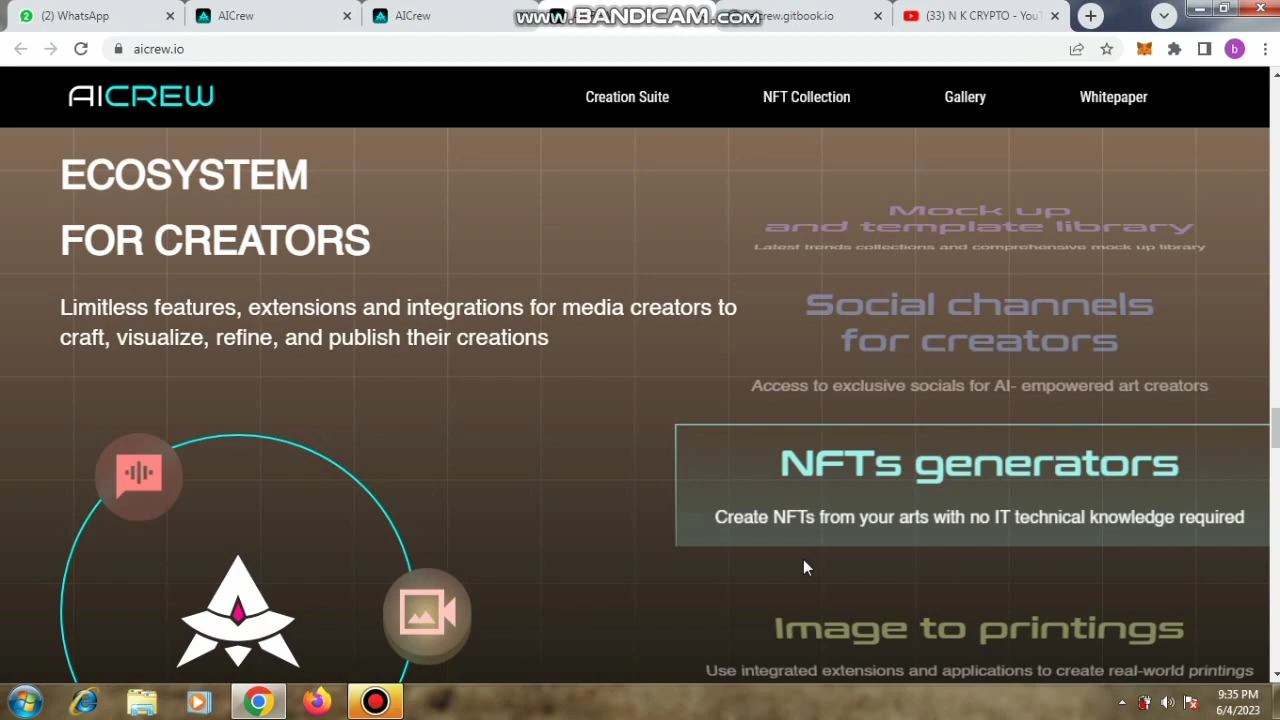 (2) WhatsApp
AICrew
AICrew
www.BANDICAM.com
crew.gitbook.io
(33) N K CRYPTO - YouT
aicrew.io
b
AICREW
Creation Suite
NFT Collection
Gallery
Whitepaper
ECOSYSTEM
FOR CREATORS
Limitless features, extensions and integrations for media creators to
craft, visualize, refine, and publish their creations
Mock up
and template library
Latest trends collections and comprehensive mock up library
Social channels
for creators
Access to exclusive socials for AI- empowered art creators
NFTs generators
Create NFTs from your arts with no IT technical knowledge required
Image to printings
Use integrated extensions and applications to create real-world printings
9:35 PM
6/4/2023